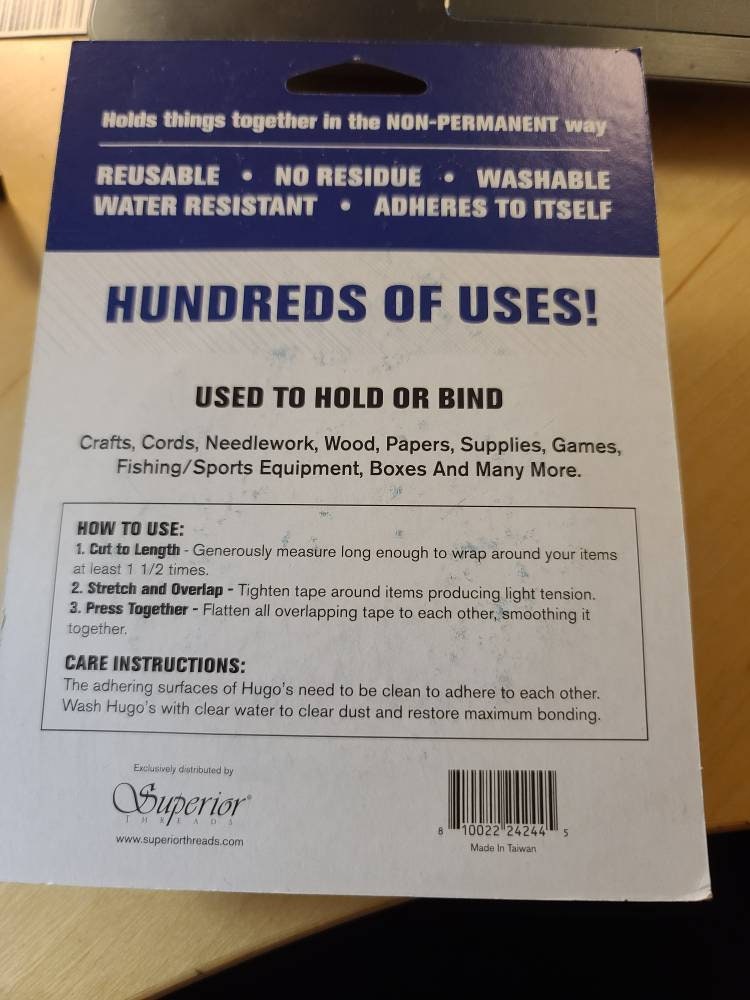 Holds things together in the NON-PERMANENT way
REUSABLE • NO RESIDUE • WASHABLE
WATER RESISTANT • ADHERES TO ITSELF
HUNDREDS OF USES!
USED TO HOLD OR BIND
Crafts, Cords, Needlework, Wood, Papers, Supplies, Games,
Fishing/Sports Equipment, Boxes And Many More.
HOW TO USE:
1. Cut to Length - Generously measure long enough to wrap around your items
at least 1 1/2 times.
2. Stretch and Overlap - Tighten tape around items producing light tension.
3. Press Together - Flatten all overlapping tape to each other, smoothing it
together.
CARE INSTRUCTIONS:
The adhering surfaces of Hugo's need to be clean to adhere to each other.
Wash Hugo's with clear water to clear dust and restore maximum bonding.
Exclusively distributed by
Superior®
THREADS
www.superiorthreads.com
8 10022 24244 5
Made In Taiwan